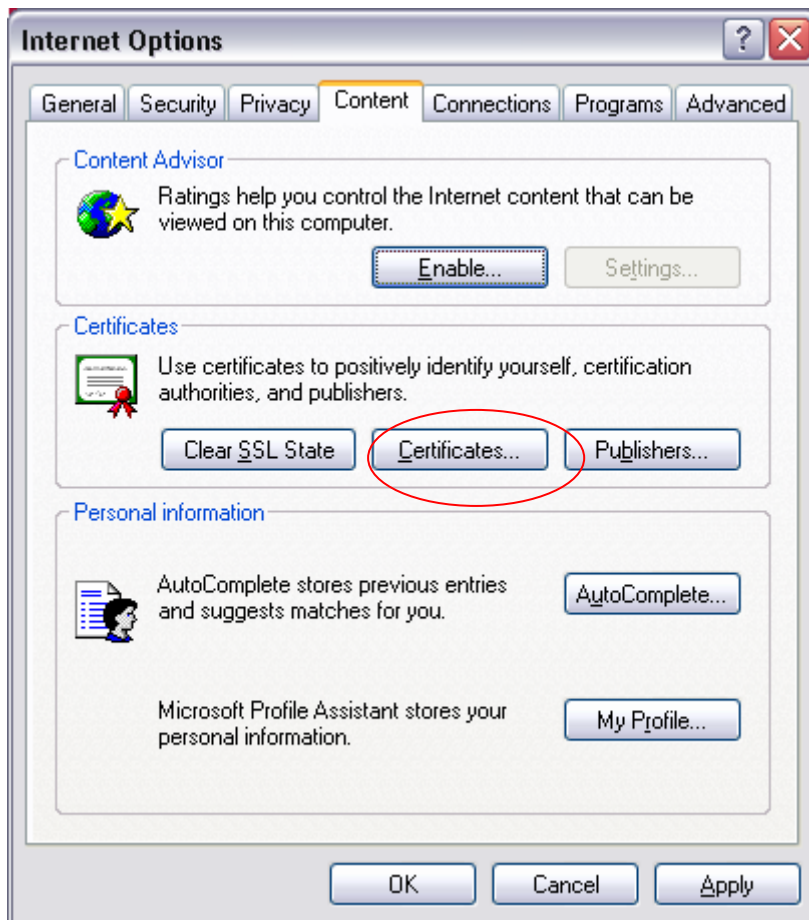 Internet Options
?
General Security Privacy Content Connections Programs Advanced
Content Advisor
Ratings help you control the Internet content that can be
viewed on this computer.
Enable... Settings...
Certificates
Use certificates to positively identify yourself, certification
authorities, and publishers.
Clear SSL State Certificates... Publishers...
Personal information
AutoComplete stores previous entries
and suggests matches for you.
AutoComplete...
Microsoft Profile Assistant stores your
personal information.
My Profile...
OK Cancel Apply